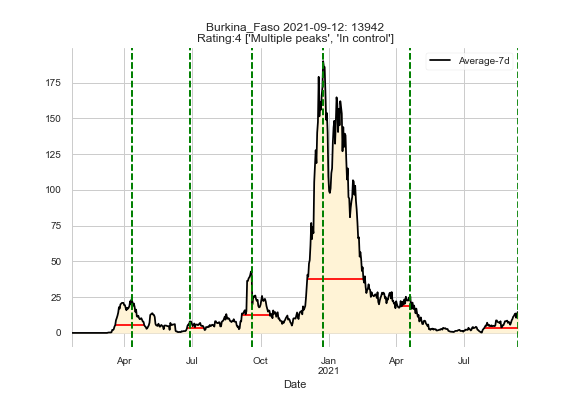 Burkina_Faso 2021-09-12: 13942
Rating:4 ['Multiple peaks', 'In control']
Average-7d
175
150
125
100
75
50
25
0
Apr Jul Oct Jan Apr Jul
2021
Date